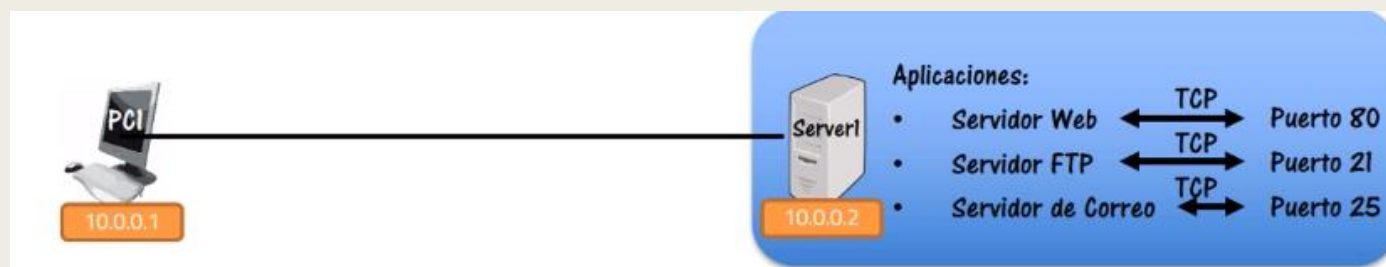 PC1
10.0.0.1
Server1
10.0.0.2
Aplicaciones:
• Servidor Web TCP Puerto 80
• Servidor FTP TCP Puerto 21
• Servidor de Correo TCP Puerto 25